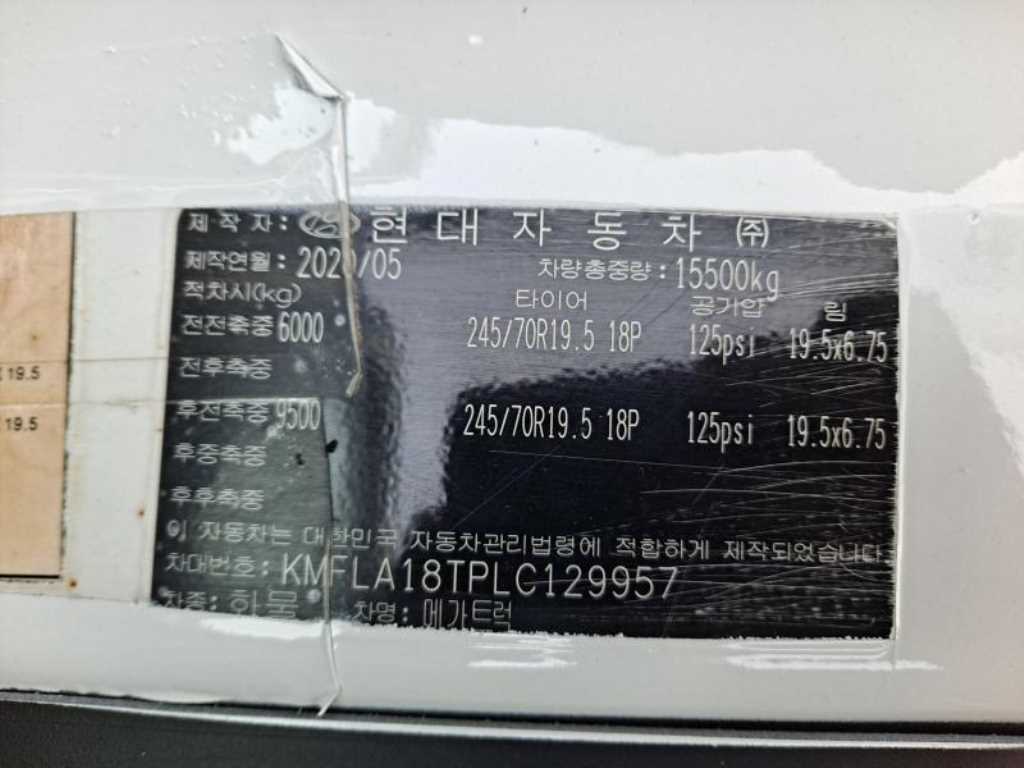 제작자: 현대자동차 ㈜
제작연월: 2020/05 차량총중량: 15500kg
적차시(kg) 타이어 공기압 림
전전축중 6000 245/70R19.5 18P 125psi 19.5x6.75
전후축중
후전축중 9500 245/70R19.5 18P 125psi 19.5x6.75
후중축중
후후축중
이 자동차는 대한민국 자동차관리법령에 적합하게 제작되었습니다.
차대번호: KMFLA18TPLC129957
차종: 화물 차명: 메가트럭
19.5
19.5